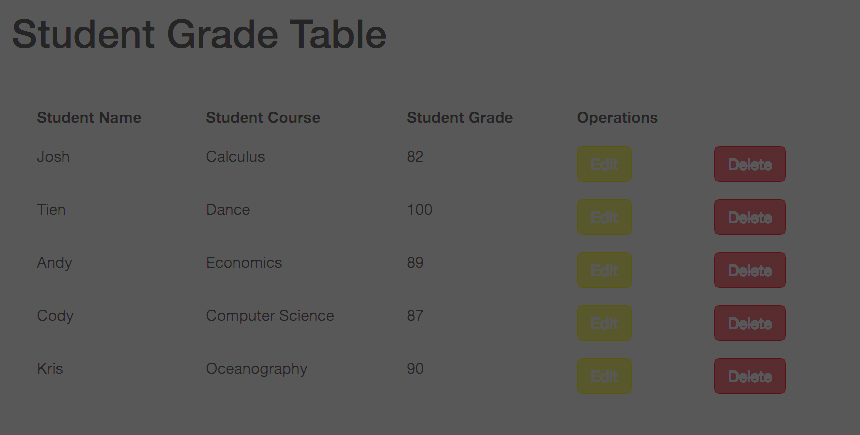 Student Grade Table
Student Name Student Course Student Grade Operations
Josh Calculus 82 Edit Delete
Tien Dance 100 Edit Delete
Andy Economics 89 Edit Delete
Cody Computer Science 87 Edit Delete
Kris Oceanography 90 Edit Delete